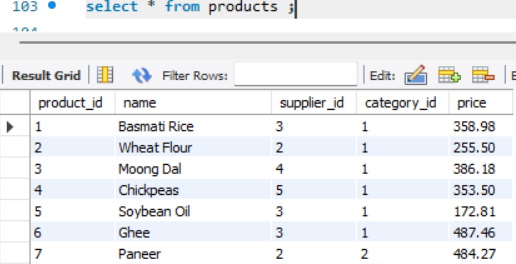 103 select * from products ;
Result Grid Filter Rows: Edit:
product_id name supplier_id category_id price
1 Basmati Rice 3 1 358.98
2 Wheat Flour 2 1 255.50
3 Moong Dal 4 1 386.18
4 Chickpeas 5 1 353.50
5 Soybean Oil 3 1 172.81
6 Ghee 3 1 487.46
7 Paneer 2 2 484.27